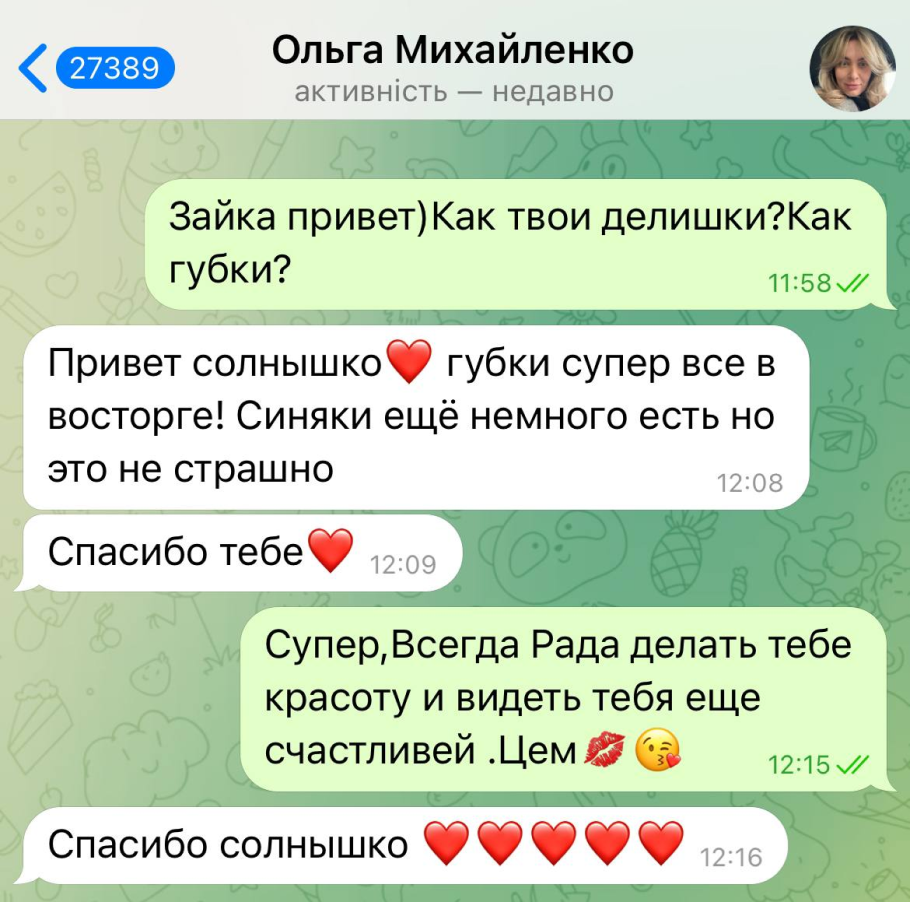 27389
Ольга Михайленко
активність — недавно
Зайка привет)Как твои делишки?Как
губки?
11:58
Привет солнышко❤️ губки супер все в
восторге! Синяки ещё немного есть но
это не страшно
12:08
Спасибо тебе❤️ 12:09
Супер,Всегда Рада делать тебе
красоту и видеть тебя еще
счастливей .Цем💋😘
12:15
Спасибо солнышко ❤️❤️❤️❤️❤️ 12:16